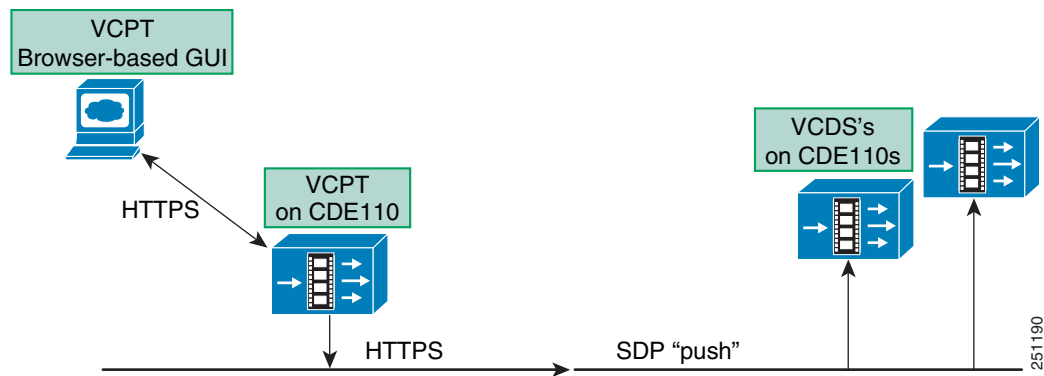 VCPT
Browser-based GUI
HTTPS
VCPT
on CDE110
VCDS's
on CDE110s
HTTPS
SDP “push”
251190